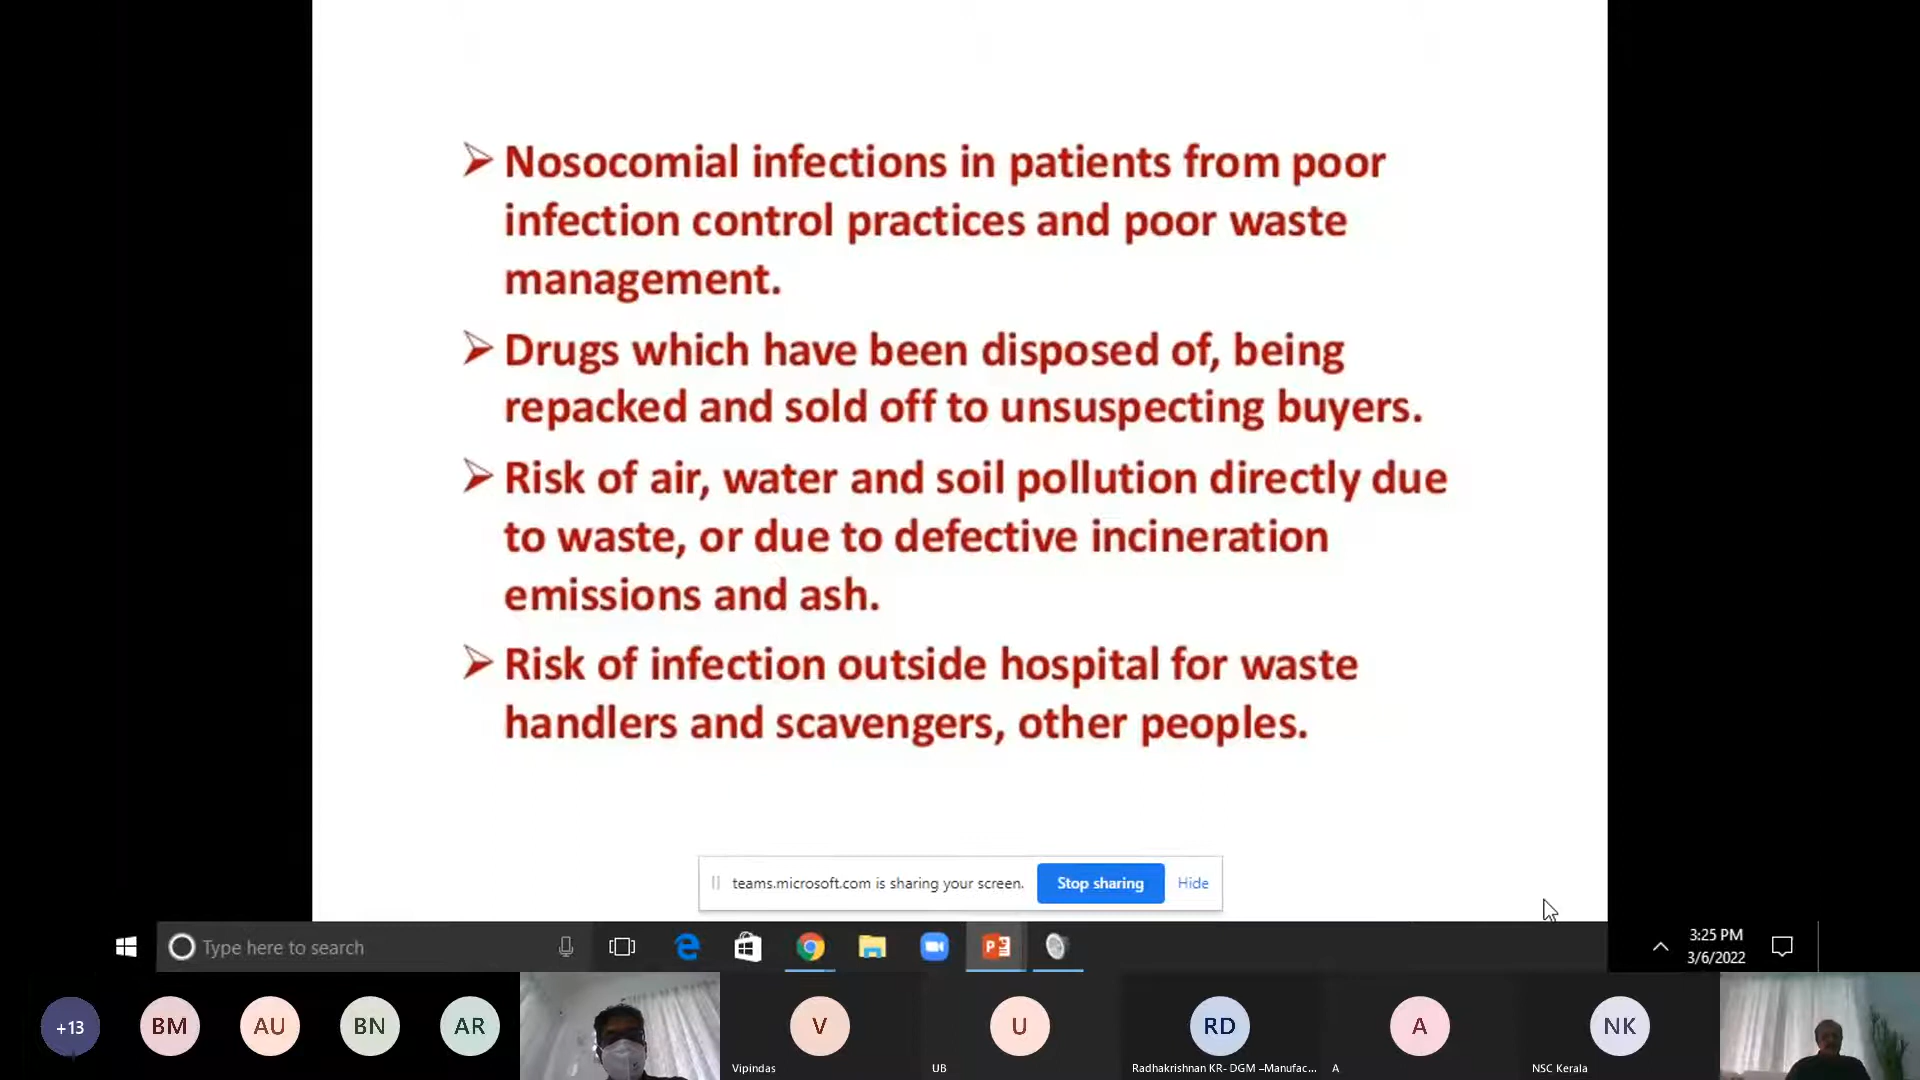 Nosocomial infections in patients from poor
infection control practices and poor waste
management.
Drugs which have been disposed of, being
repacked and sold off to unsuspecting buyers.
Risk of air, water and soil pollution directly due
to waste, or due to defective incineration
emissions and ash.
Risk of infection outside hospital for waste
handlers and scavengers, other peoples.
teams.microsoft.com is sharing your screen.
Stop sharing
Hide
Type here to search
3:25 PM
3/6/2022
+13
BM
AU
BN
AR
V
Vipindas
U
UB
RD
Radhakrishnan KR- DGM –Manufac...
A
A
NK
NSC Kerala